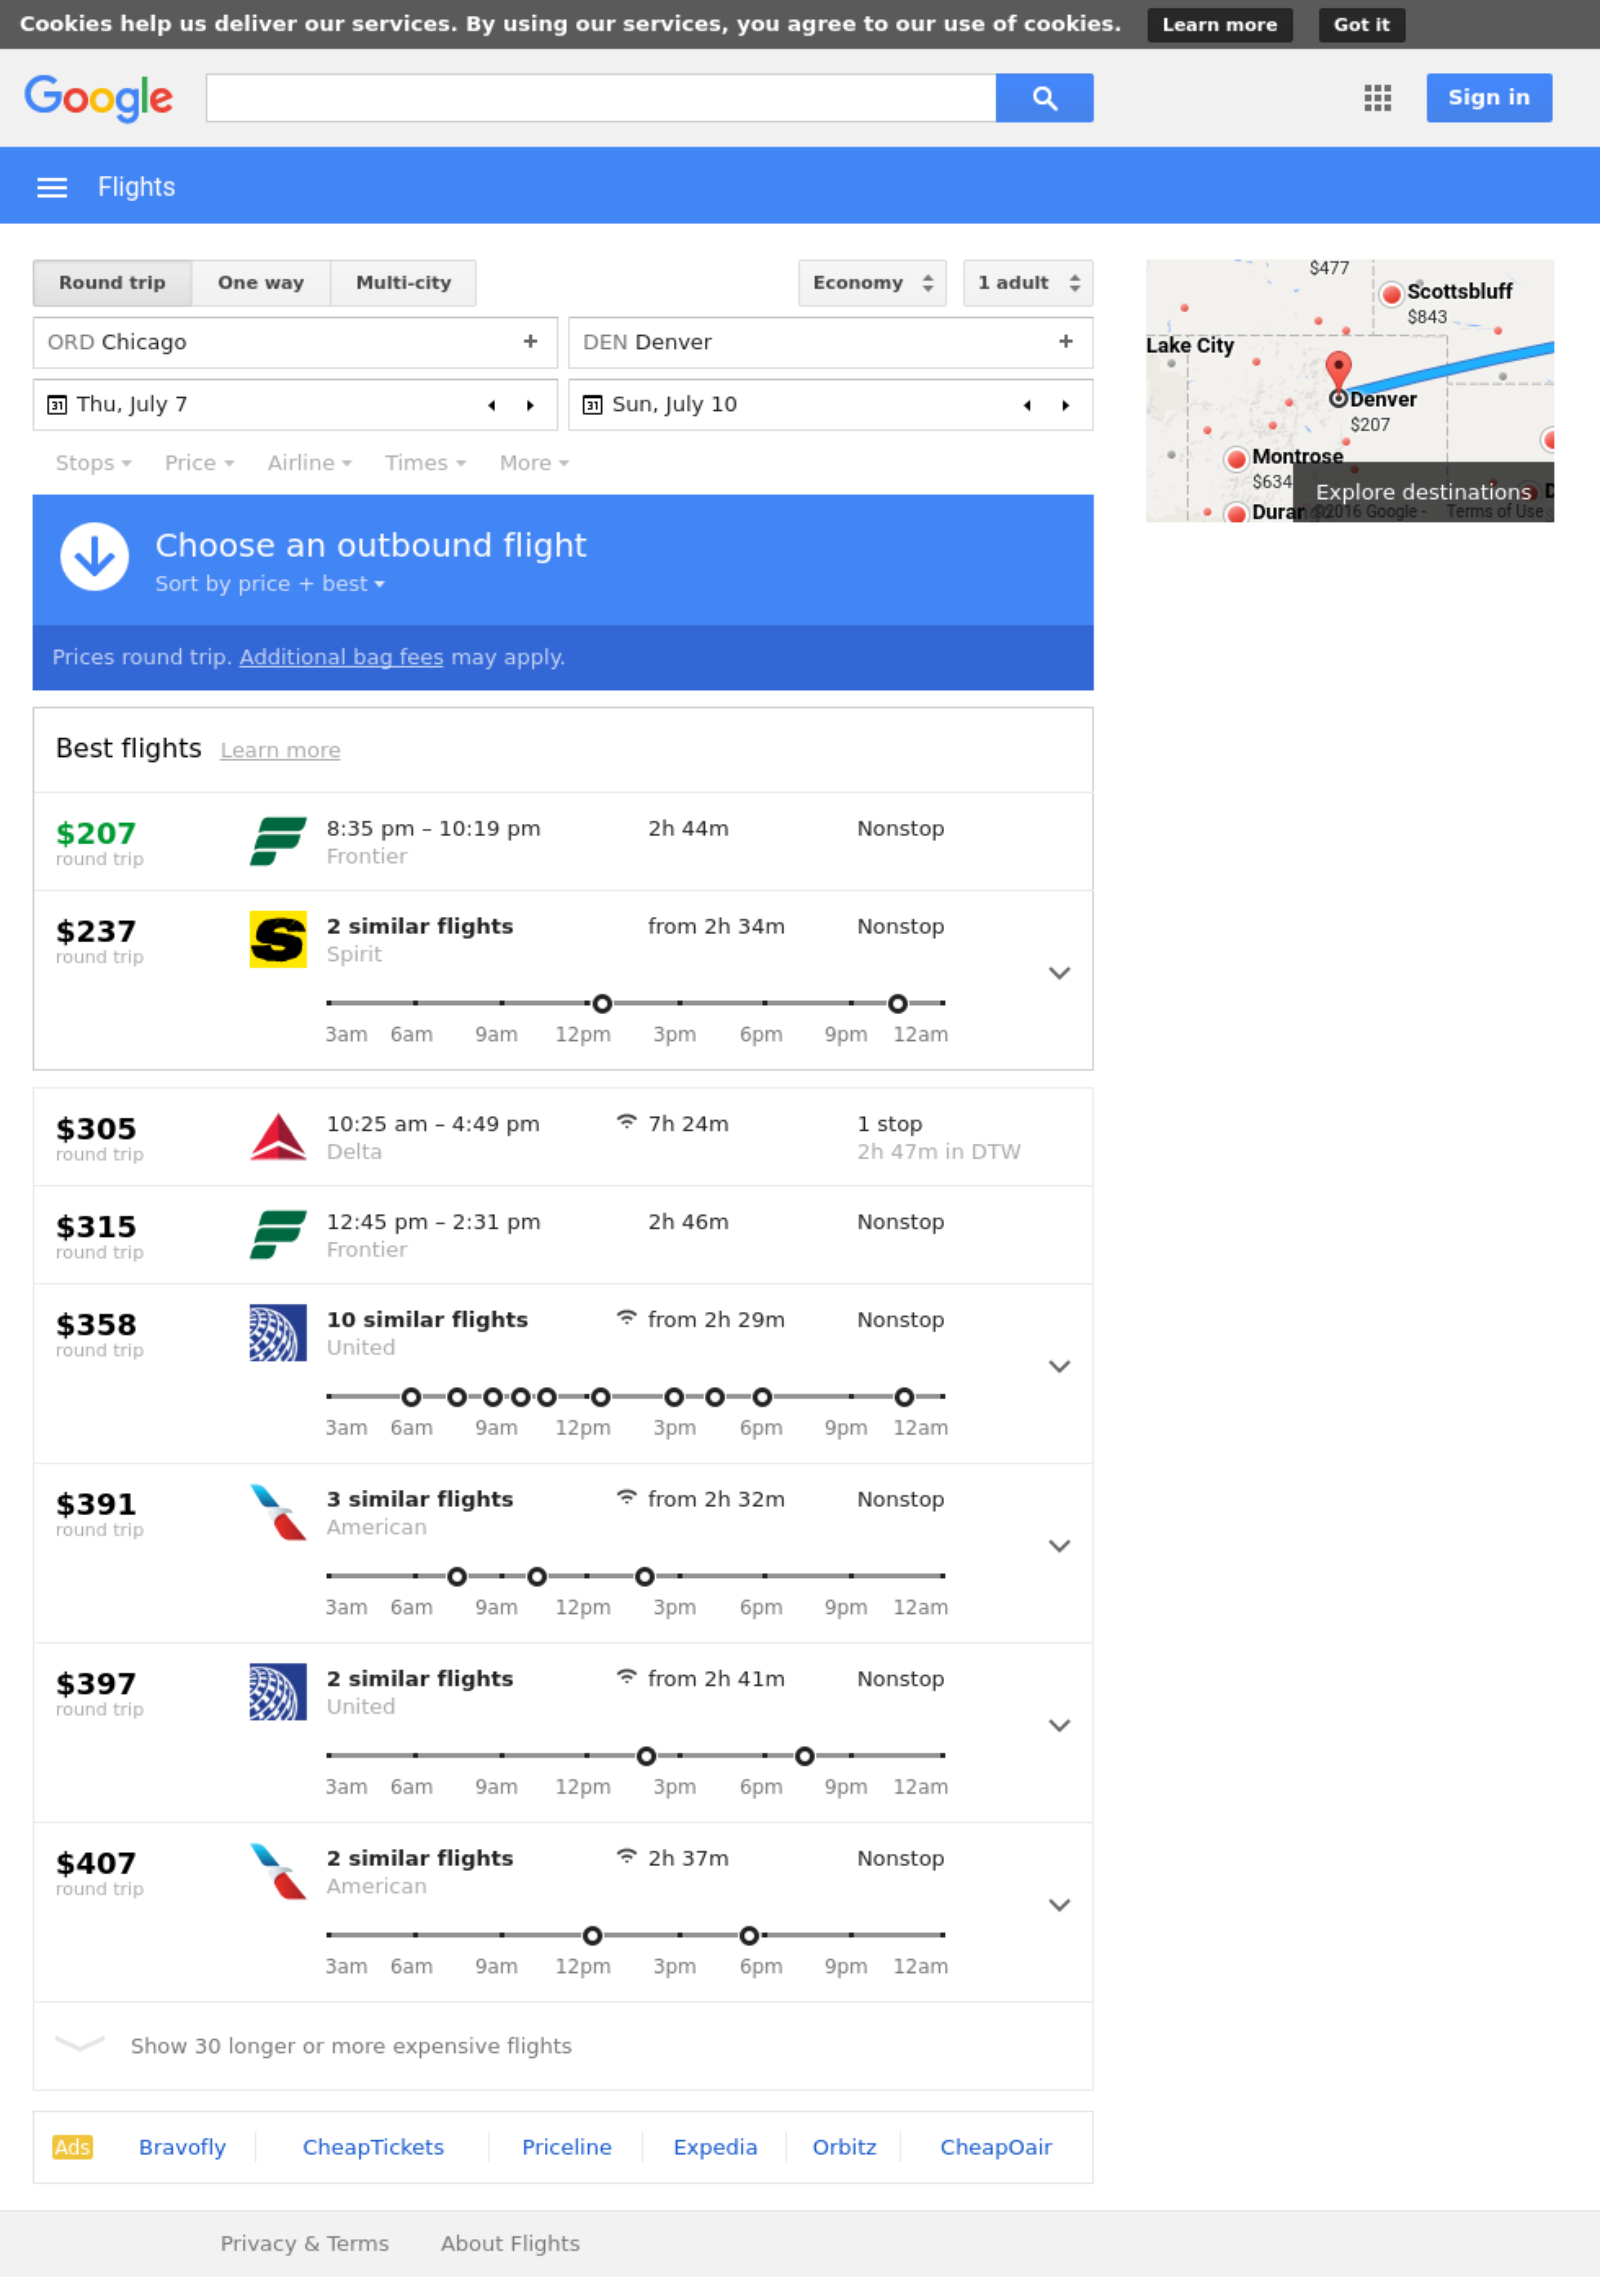 Cookies help us deliver our services. By using our services, you agree to our use of cookies. Learn more Got it
Google
Sign in
Flights
Round trip One way Multi-city Economy 1 adult
ORD Chicago + DEN Denver +
31 Thu, July 7 31 Sun, July 10
Stops Price Airline Times More
$477
Scottsbluff
$843
Lake City
Denver
$207
Montrose
$634
Explore destinations
©2016 Google - Terms of Use
Choose an outbound flight
Sort by price + best
Prices round trip. Additional bag fees may apply.
Best flights Learn more
$207 8:35 pm – 10:19 pm 2h 44m Nonstop
round trip Frontier
$237 2 similar flights from 2h 34m Nonstop
round trip Spirit
3am 6am 9am 12pm 3pm 6pm 9pm 12am
$305 10:25 am – 4:49 pm 7h 24m 1 stop
round trip Delta 2h 47m in DTW
$315 12:45 pm – 2:31 pm 2h 46m Nonstop
round trip Frontier
$358 10 similar flights from 2h 29m Nonstop
round trip United
3am 6am 9am 12pm 3pm 6pm 9pm 12am
$391 3 similar flights from 2h 32m Nonstop
round trip American
3am 6am 9am 12pm 3pm 6pm 9pm 12am
$397 2 similar flights from 2h 41m Nonstop
round trip United
3am 6am 9am 12pm 3pm 6pm 9pm 12am
$407 2 similar flights 2h 37m Nonstop
round trip American
3am 6am 9am 12pm 3pm 6pm 9pm 12am
Show 30 longer or more expensive flights
Ads Bravofly CheapTickets Priceline Expedia Orbitz CheapOair
Privacy & Terms About Flights